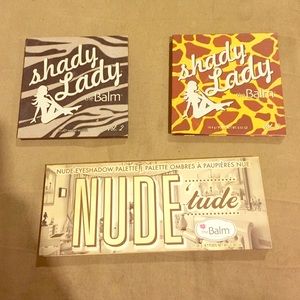 shady
Lady
theBalm
Vol. 2
shady
Lady
theBalm
NUDE EYESHADOW PALETTE | PALETTE OMBRES À PAUPIÈRES NUE
NUDE
'tude
theBalm